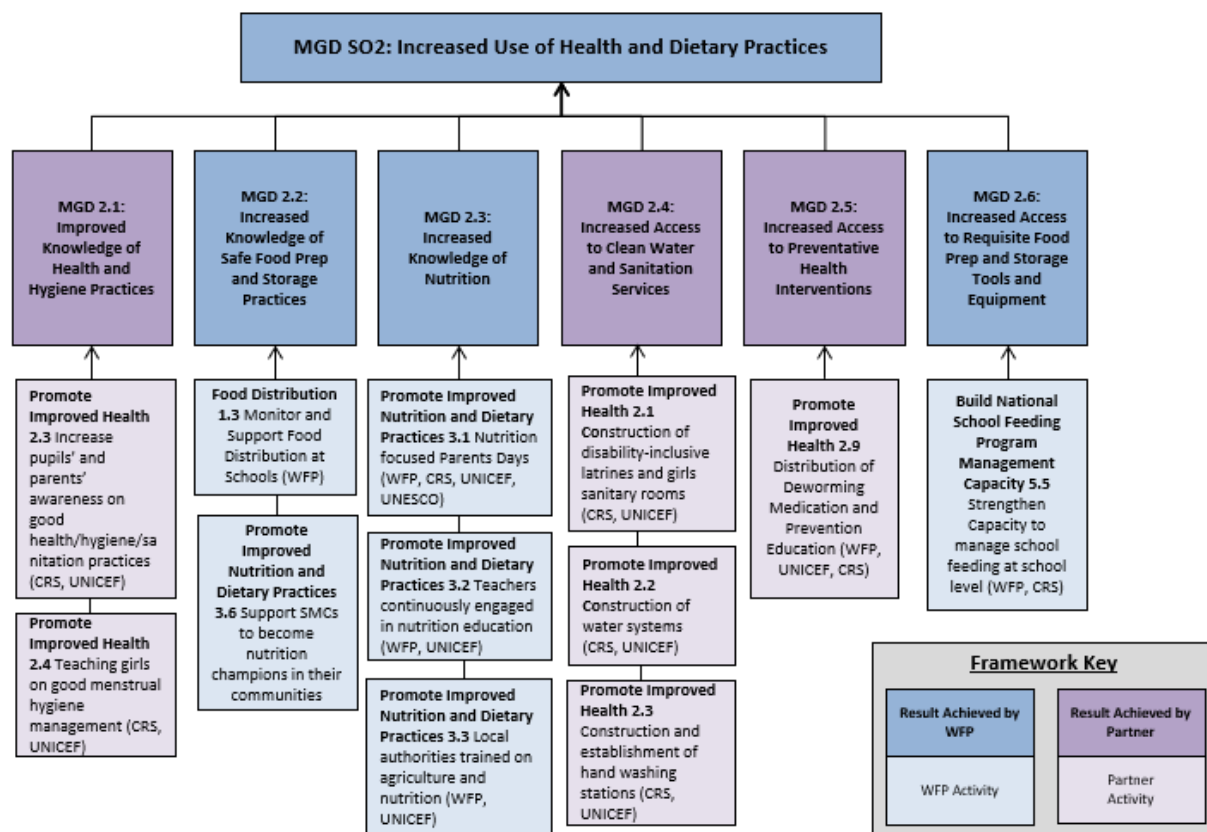 MGD SO2: Increased Use of Health and Dietary Practices
MGD 2.1:
Improved
Knowledge of
Health and
Hygiene Practices
MGD 2.2:
Increased
Knowledge of
Safe Food Prep
and Storage
Practices
MGD 2.3:
Increased
Knowledge of
Nutrition
MGD 2.4:
Increased Access
to Clean Water
and Sanitation
Services
MGD 2.5:
Increased Access
to Preventative
Health
Interventions
MGD 2.6:
Increased Access
to Requisite Food
Prep and Storage
Tools and
Equipment
Promote
Improved Health
2.3 Increase
pupils' and
parents'
awareness on
good
health/hygiene/sa
nitation practices
(CRS, UNICEF)
Promote
Improved Health
2.4 Teaching girls
on good menstrual
hygiene
management (CRS,
UNICEF)
Food Distribution
1.3 Monitor and
Support Food
Distribution at
Schools (WFP)
Promote
Improved
Nutrition and
Dietary Practices
3.6 Support SMCs
to become
nutrition
champions in their
communities
Promote Improved
Nutrition and Dietary
Practices 3.1 Nutrition
focused Parents Days
(WFP, CRS, UNICEF,
UNESCO)
Promote Improved
Nutrition and Dietary
Practices 3.2 Teachers
continuously engaged
in nutrition education
(WFP, UNICEF)
Promote Improved
Nutrition and Dietary
Practices 3.3 Local
authorities trained on
agriculture and
nutrition (WFP,
UNICEF)
Promote Improved
Health 2.1
Construction of
disability-inclusive
latrines and girls
sanitary rooms
(CRS, UNICEF)
Promote Improved
Health 2.2
Construction of
water systems
(CRS, UNICEF)
Promote Improved
Health 2.3
Construction and
establishment of
hand washing
stations (CRS,
UNICEF)
Promote
Improved
Health 2.9
Distribution of
Deworming
Medication and
Prevention
Education (WFP,
UNICEF, CRS)
Build National
School Feeding
Program
Management
Capacity 5.5
Strengthen
Capacity to
manage school
feeding at school
level (WFP, CRS)
Framework Key
Result Achieved by
WFP
Result Achieved by
Partner
WFP Activity
Partner
Activity